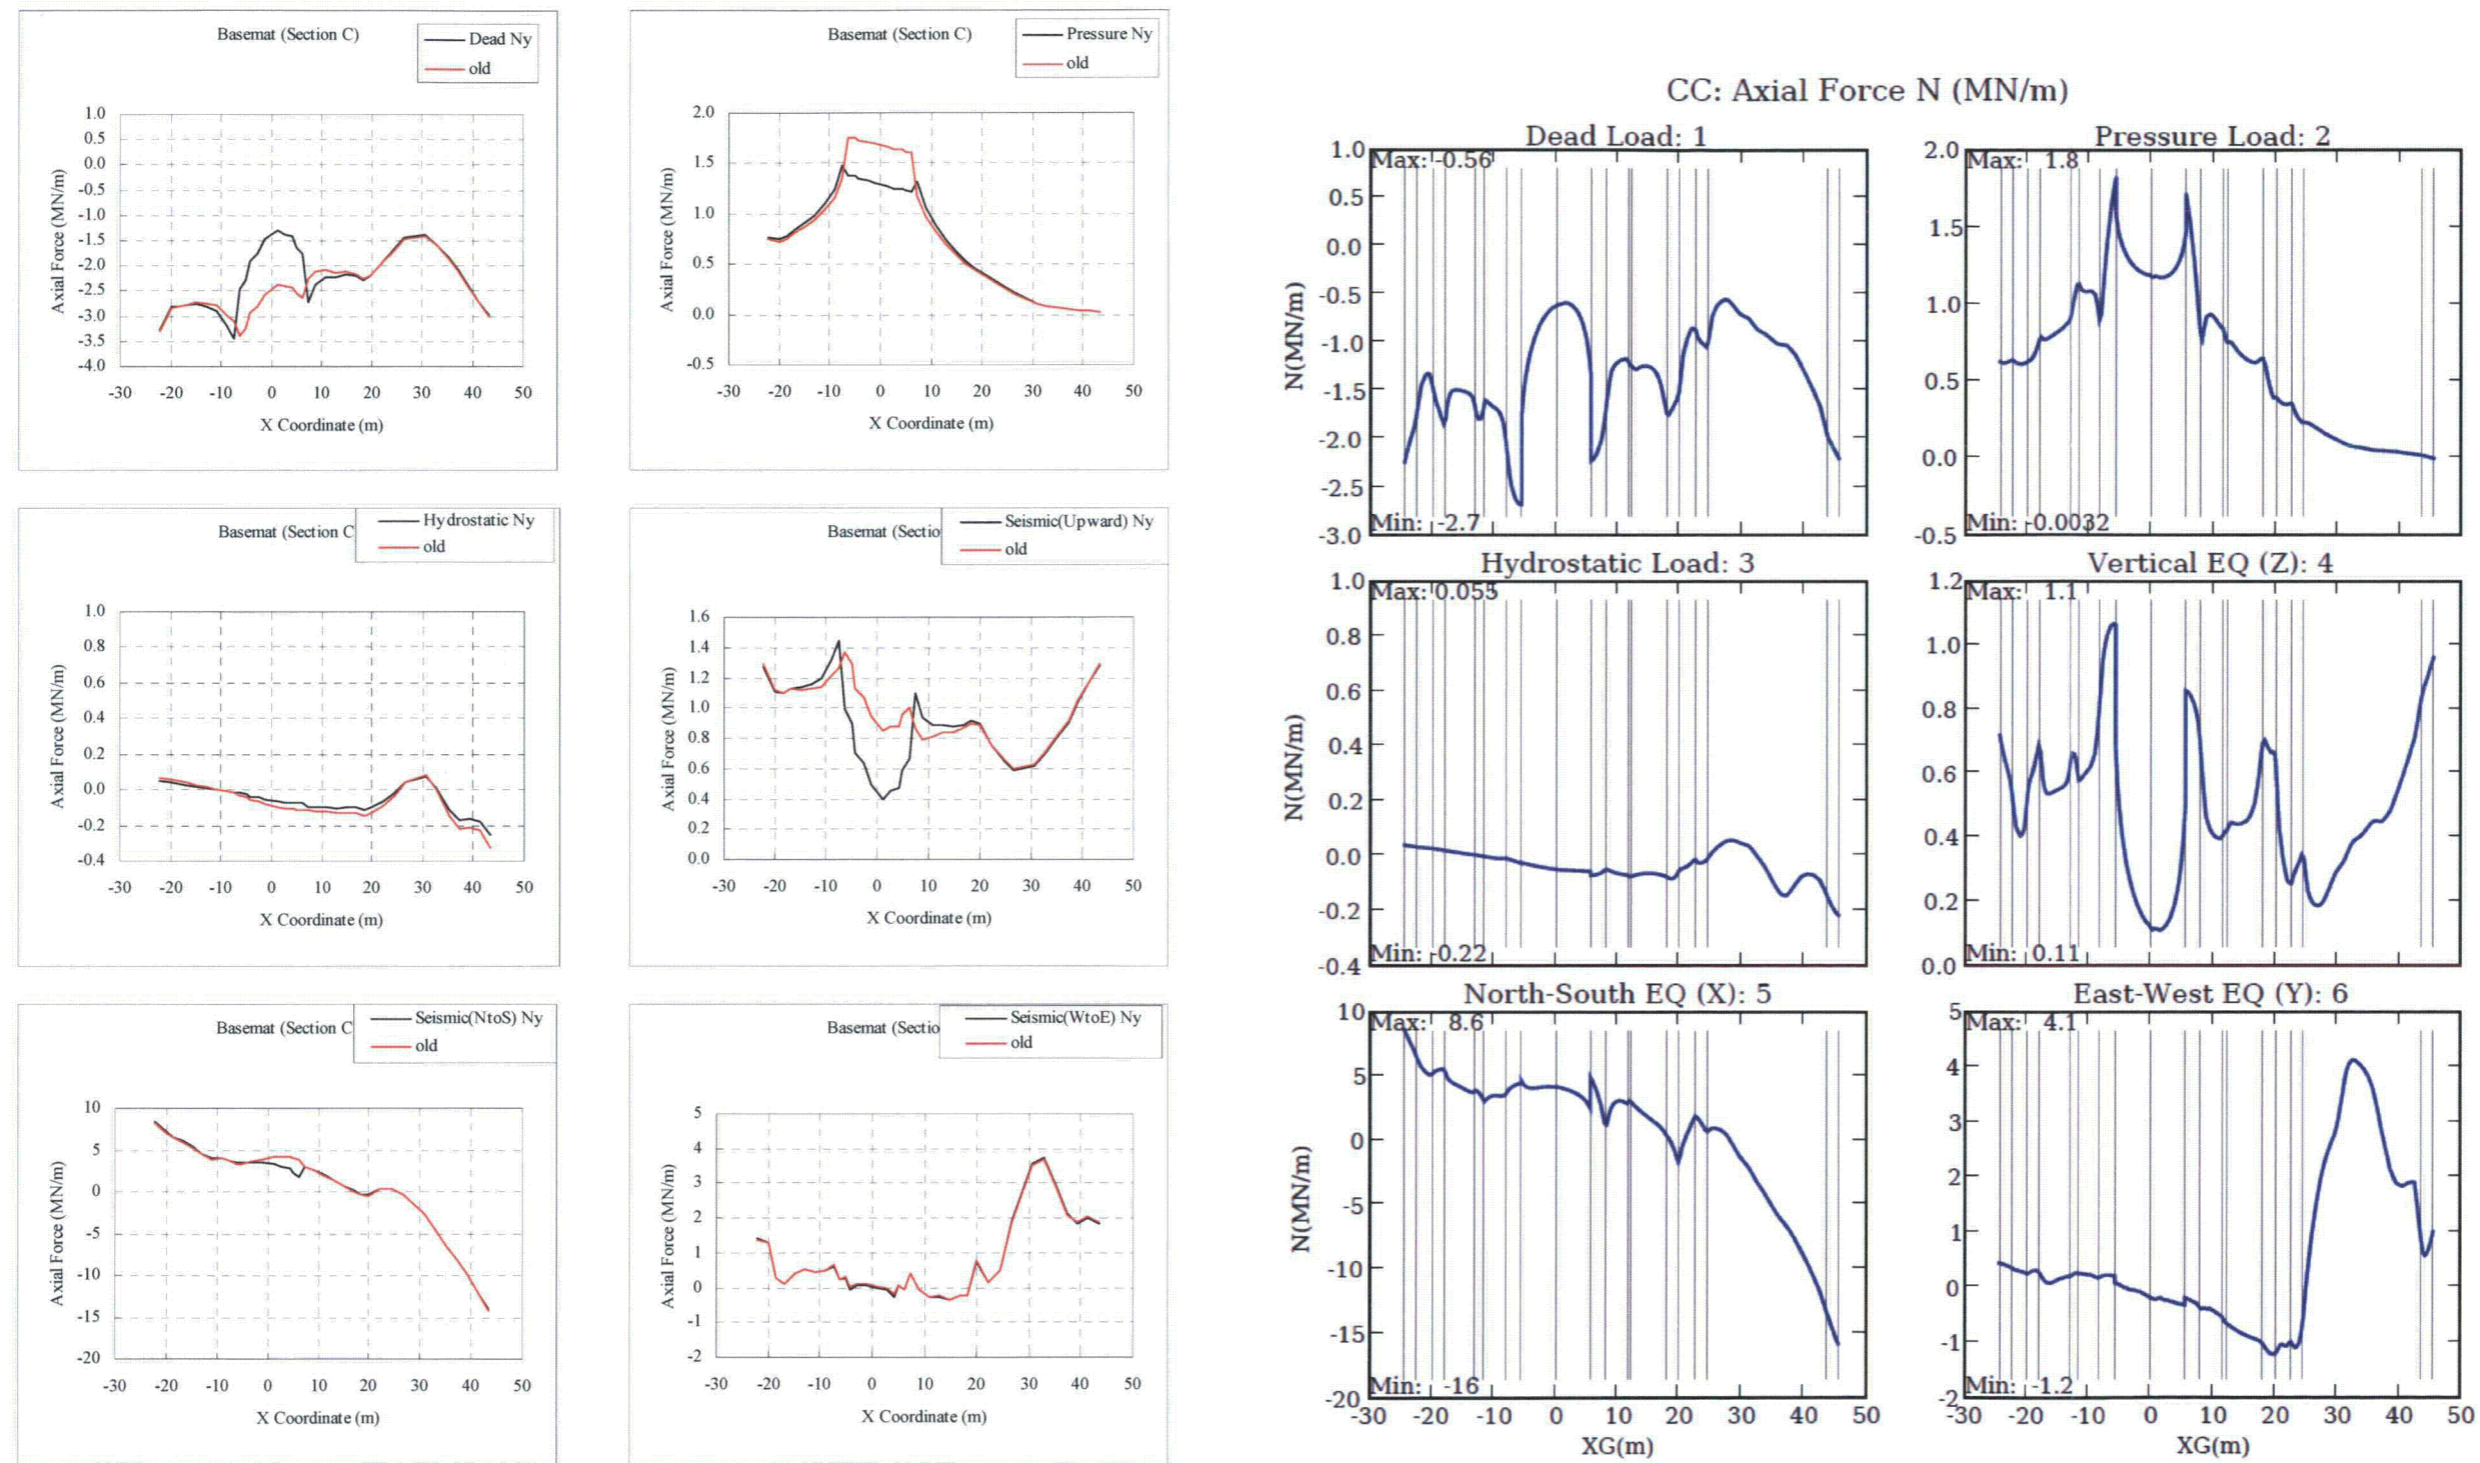 Basemat (Section C)
Dead Ny
old
Axial Force (MN/m)
1.0
0.5
0.0
-0.5
-1.0
-1.5
-2.0
-2.5
-3.0
-3.5
-4.0
-30 -20 -10 0 10 20 30 40 50
X Coordinate (m)
Basemat (Section C)
Pressure Ny
old
Axial Force (MN/m)
2.0
1.5
1.0
0.5
0.0
-0.5
-30 -20 -10 0 10 20 30 40 50
X Coordinate (m)
Basemat (Section C
Hydrostatic Ny
old
Axial Force (MN/m)
1.0
0.8
0.6
0.4
0.2
0.0
-0.2
-0.4
-30 -20 -10 0 10 20 30 40 50
X Coordinate (m)
Basemat (Sectio
Seismic(Upward) Ny
old
Axial Force (MN/m)
1.6
1.4
1.2
1.0
0.8
0.6
0.4
0.2
0.0
-30 -20 -10 0 10 20 30 40 50
X Coordinate (m)
Basemat (Section C
Seismic(NtoS) Ny
old
Axial Force (MN/m)
10
5
0
-5
-10
-15
-20
-30 -20 -10 0 10 20 30 40 50
X Coordinate (m)
Basemat (Sectio
Seismic(WtoE) Ny
old
Axial Force (MN/m)
5
4
3
2
1
0
-1
-2
-30 -20 -10 0 10 20 30 40 50
X Coordinate (m)
CC: Axial Force N (MN/m)
Dead Load: 1
Max: -0.56
Min: -2.7
N(MN/m)
1.0
0.5
0.0
-0.5
-1.0
-1.5
-2.0
-2.5
-3.0
Pressure Load: 2
Max: 1.8
Min: -0.0032
2.0
1.5
1.0
0.5
0.0
-0.5
Hydrostatic Load: 3
Max: 0.055
Min: -0.22
N(MN/m)
1.0
0.8
0.6
0.4
0.2
0.0
-0.2
-0.4
Vertical EQ (Z): 4
Max: 1.1
Min: 0.11
1.2
1.0
0.8
0.6
0.4
0.2
0.0
North-South EQ (X): 5
Max: 8.6
Min: -16
N(MN/m)
10
5
0
-5
-10
-15
-20
-30 -20 -10 0 10 20 30 40 50
XG(m)
East-West EQ (Y): 6
Max: 4.1
Min: -1.2
5
4
3
2
1
0
-1
-2
-30 -20 -10 0 10 20 30 40 50
XG(m)